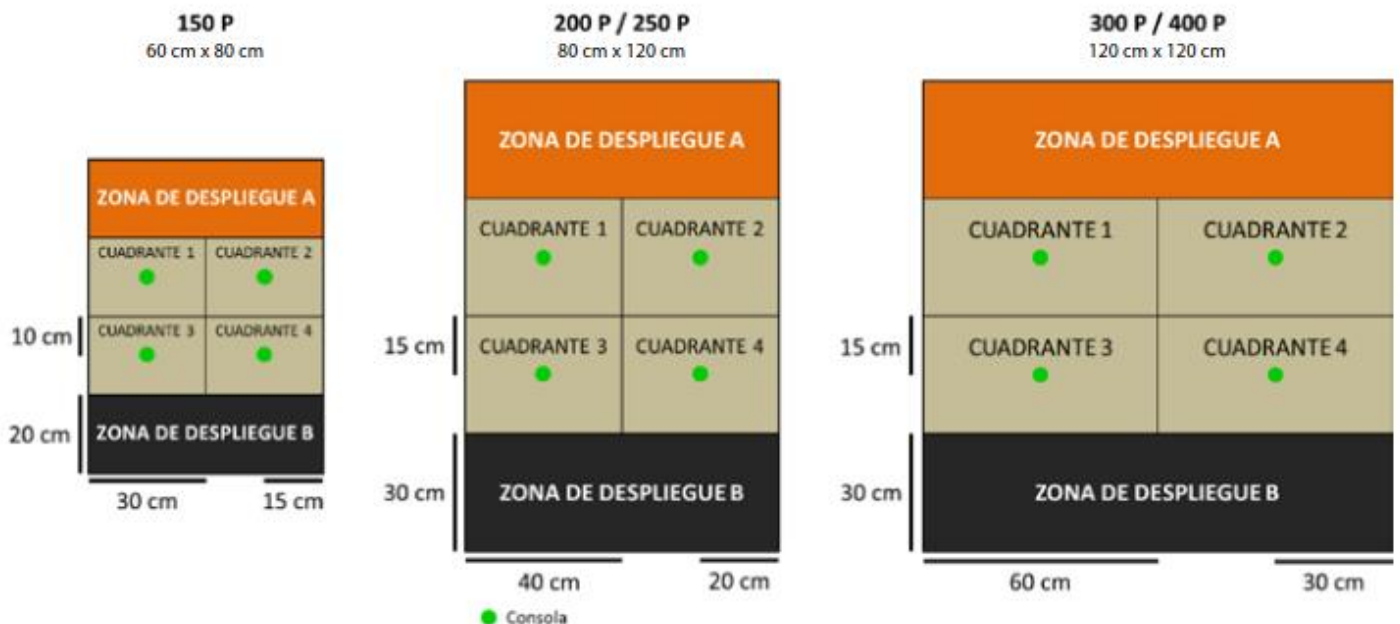 150 P
60 cm x 80 cm
ZONA DE DESPLIEGUE A
CUADRANTE 1
CUADRANTE 2
10 cm
CUADRANTE 3
CUADRANTE 4
20 cm
ZONA DE DESPLIEGUE B
30 cm
15 cm
200 P / 250 P
80 cm x 120 cm
ZONA DE DESPLIEGUE A
CUADRANTE 1
CUADRANTE 2
15 cm
CUADRANTE 3
CUADRANTE 4
30 cm
ZONA DE DESPLIEGUE B
40 cm
20 cm
Consola
300 P / 400 P
120 cm x 120 cm
ZONA DE DESPLIEGUE A
CUADRANTE 1
CUADRANTE 2
15 cm
CUADRANTE 3
CUADRANTE 4
30 cm
ZONA DE DESPLIEGUE B
60 cm
30 cm